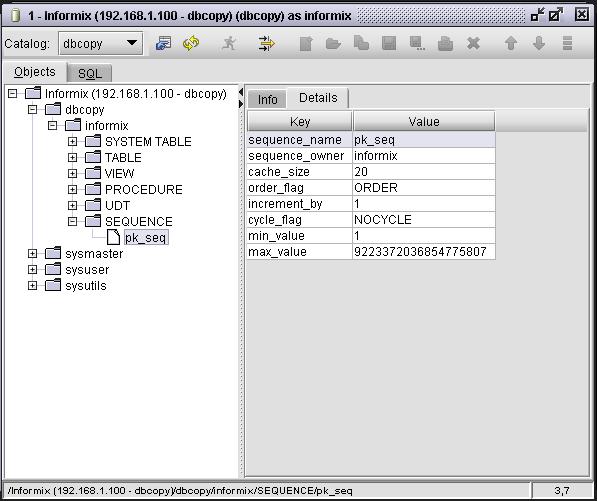 1 - Informix (192.168.1.100 - dbcopy) (dbcopy) as informix
Catalog: dbcopy
Objects SQL
Informix (192.168.1.100 - dbcopy)
dbcopy
informix
SYSTEM TABLE
TABLE
VIEW
PROCEDURE
UDT
SEQUENCE
pk_seq
sysmaster
sysuser
sysutils
Info Details
Key Value
sequence_name pk_seq
sequence_owner informix
cache_size 20
order_flag ORDER
increment_by 1
cycle_flag NOCYCLE
min_value 1
max_value 9223372036854775807
/Informix (192.168.1.100 - dbcopy)/dbcopy/informix/SEQUENCE/pk_seq 3,7